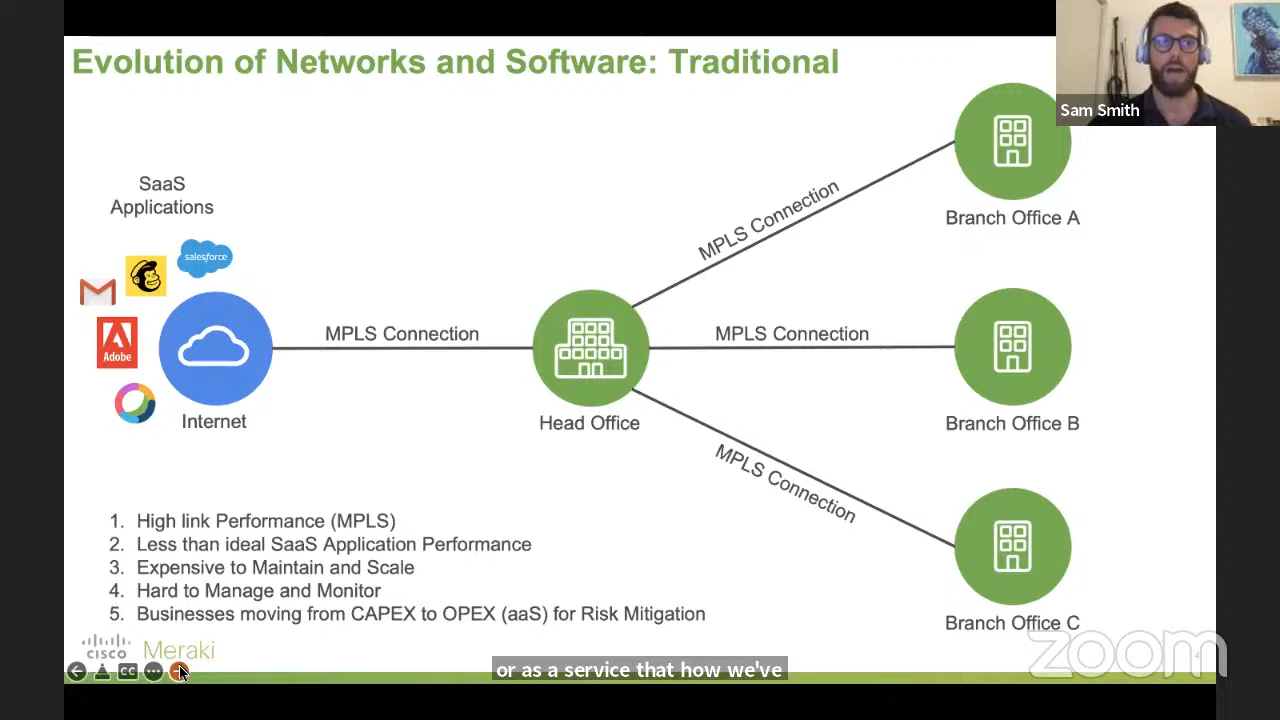 Evolution of Networks and Software: Traditional
Sam Smith
SaaS
Applications
salesforce
Adobe
Internet
MPLS Connection
Head Office
MPLS Connection
MPLS Connection
MPLS Connection
Branch Office A
Branch Office B
Branch Office C
1. High link Performance (MPLS)
2. Less than ideal SaaS Application Performance
3. Expensive to Maintain and Scale
4. Hard to Manage and Monitor
5. Businesses moving from CAPEX to OPEX (aaS) for Risk Mitigation
CISCO Meraki
CC
or as a service that how we've
zoom
4